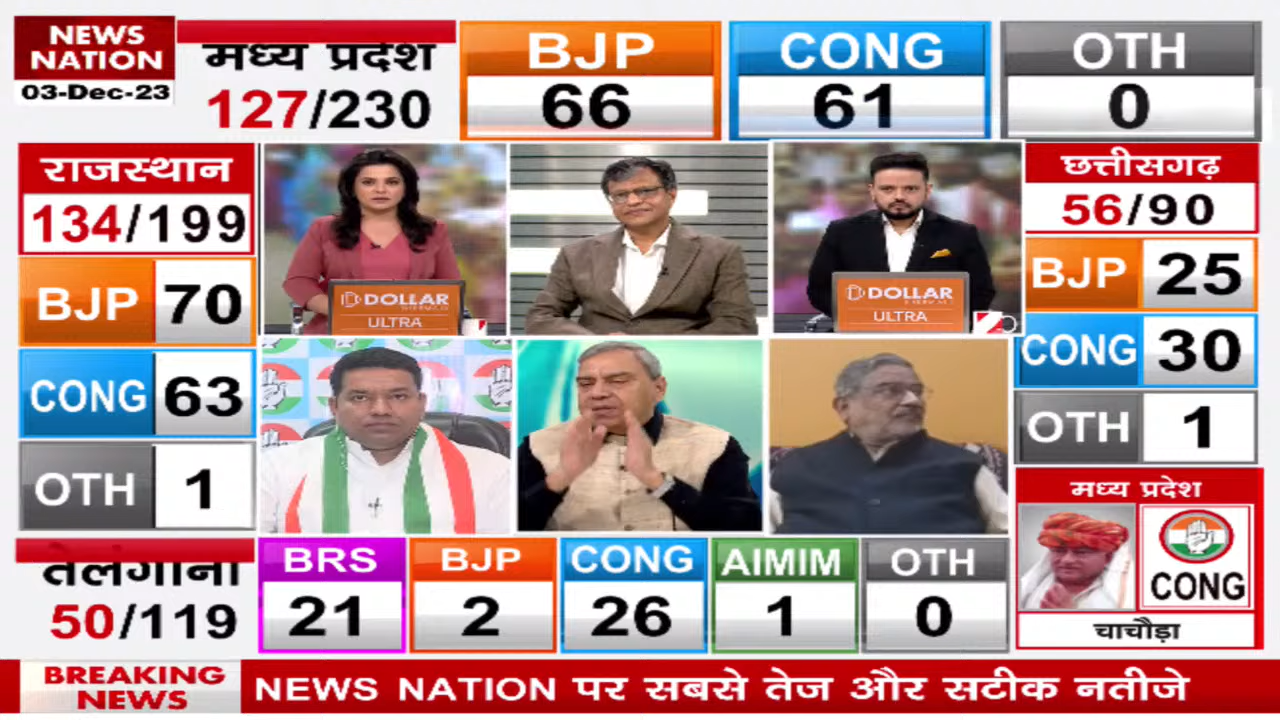 NEWS
NATION
03-Dec-23
मध्य प्रदेश
127/230
BJP
66
CONG
61
OTH
0
राजस्थान
134/199
BJP 70
CONG 63
OTH 1
DOLLAR
ULTRA
DOLLAR
ULTRA
छत्तीसगढ़
56/90
BJP 25
CONG 30
OTH 1
मध्य प्रदेश
CONG
चाचौड़ा
तेलंगाना
50/119
BRS
21
BJP
2
CONG
26
AIMIM
1
OTH
0
BREAKING
NEWS
NEWS NATION पर सबसे तेज और सटीक नतीजे